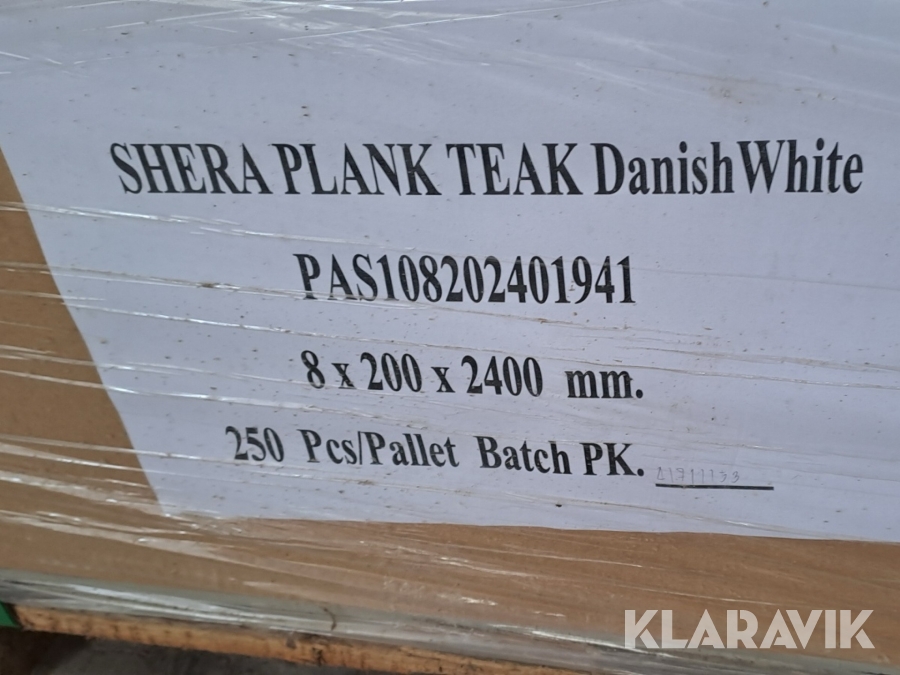 SHERA PLANK TEAK Danish White
PAS108202401941
8 x 200 x 2400 mm.
250 Pcs/Pallet Batch PK.
KLARAVIK